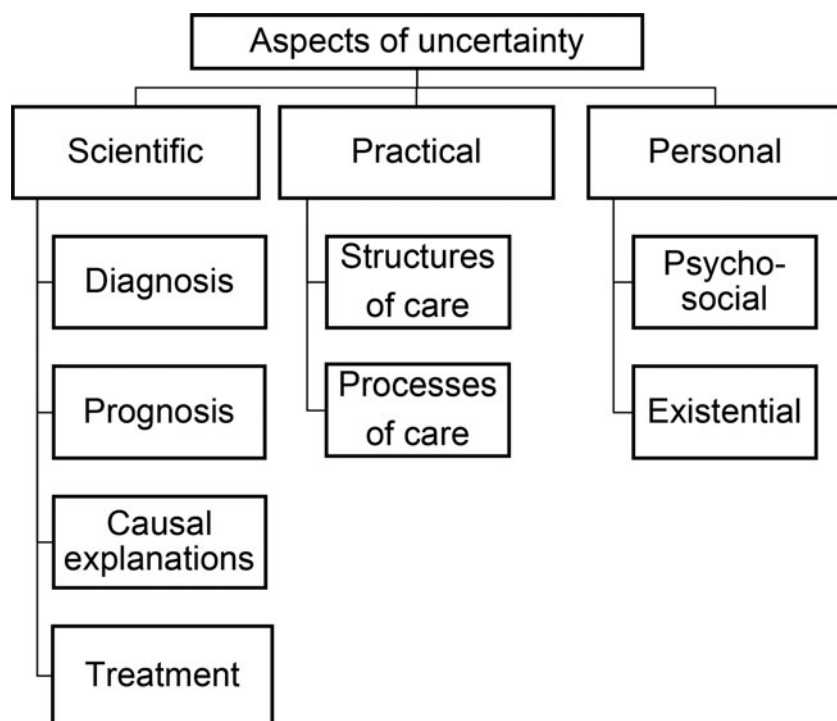 Aspects of uncertainty
Scientific
Practical
Personal
Diagnosis
Structures
of care
Psycho-
social
Prognosis
Processes
of care
Existential
Causal
explanations
Treatment